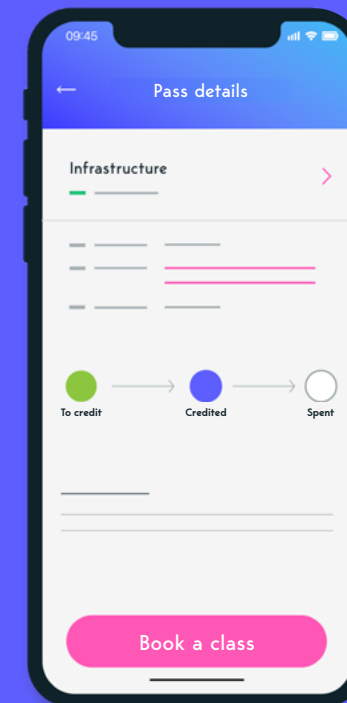 09:45
Pass details
Infrastructure
To credit
Credited
Spent
Book a class